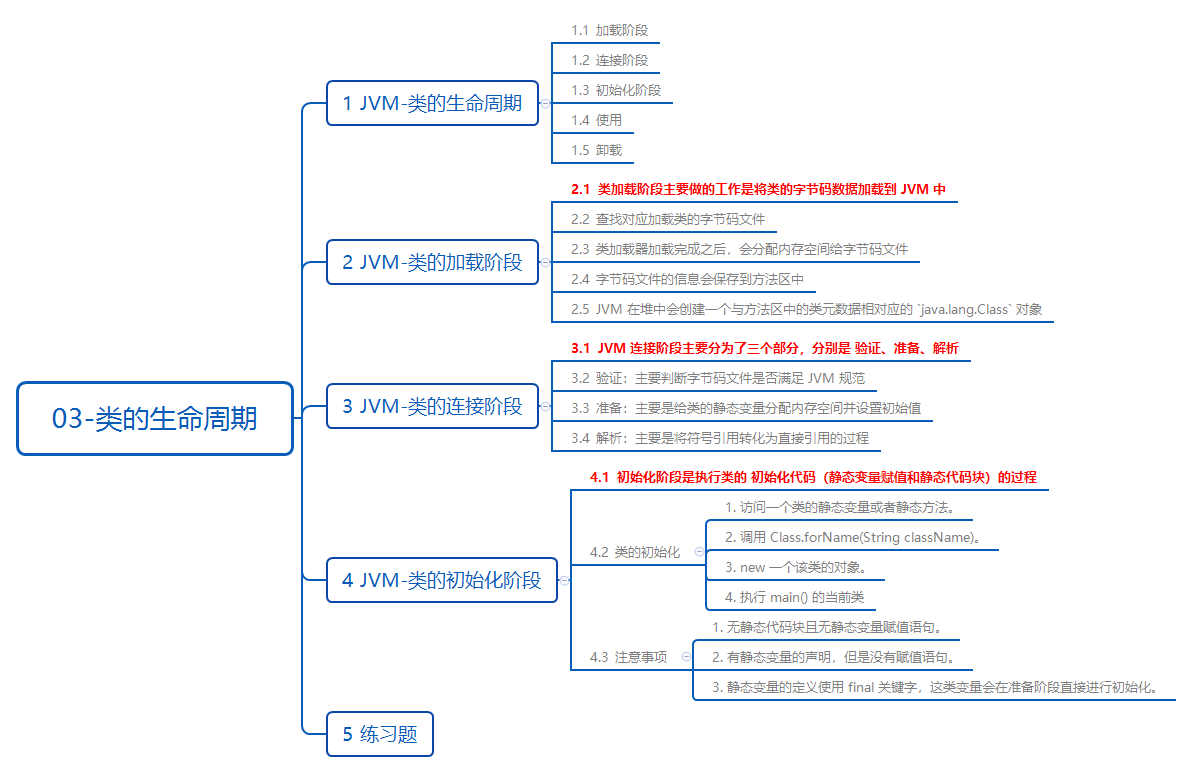 03-类的生命周期
1 JVM-类的生命周期
1.1 加载阶段
1.2 连接阶段
1.3 初始化阶段
1.4 使用
1.5 卸载
2 JVM-类的加载阶段
2.1 类加载阶段主要做的工作是将类的字节码数据加载到 JVM 中
2.2 查找对应加载类的字节码文件
2.3 类加载器加载完成之后，会分配内存空间给字节码文件
2.4 字节码文件的信息会保存到方法区中
2.5 JVM 在堆中会创建一个与方法区中的类元数据相对应的 `java.lang.Class` 对象
3 JVM-类的连接阶段
3.1 JVM 连接阶段主要分为了三个部分，分别是 验证、准备、解析
3.2 验证：主要判断字节码文件是否满足 JVM 规范
3.3 准备：主要是给类的静态变量分配内存空间并设置初始值
3.4 解析：主要是将符号引用转化为直接引用的过程
4 JVM-类的初始化阶段
4.1 初始化阶段是执行类的 初始化代码（静态变量赋值和静态代码块）的过程
4.2 类的初始化
1. 访问一个类的静态变量或者静态方法。
2. 调用 Class.forName(String className)。
3. new 一个该类的对象。
4. 执行 main() 的当前类
4.3 注意事项
1. 无静态代码块且无静态变量赋值语句。
2. 有静态变量的声明，但是没有赋值语句。
3. 静态变量的定义使用 final 关键字，这类变量会在准备阶段直接进行初始化。
5 练习题